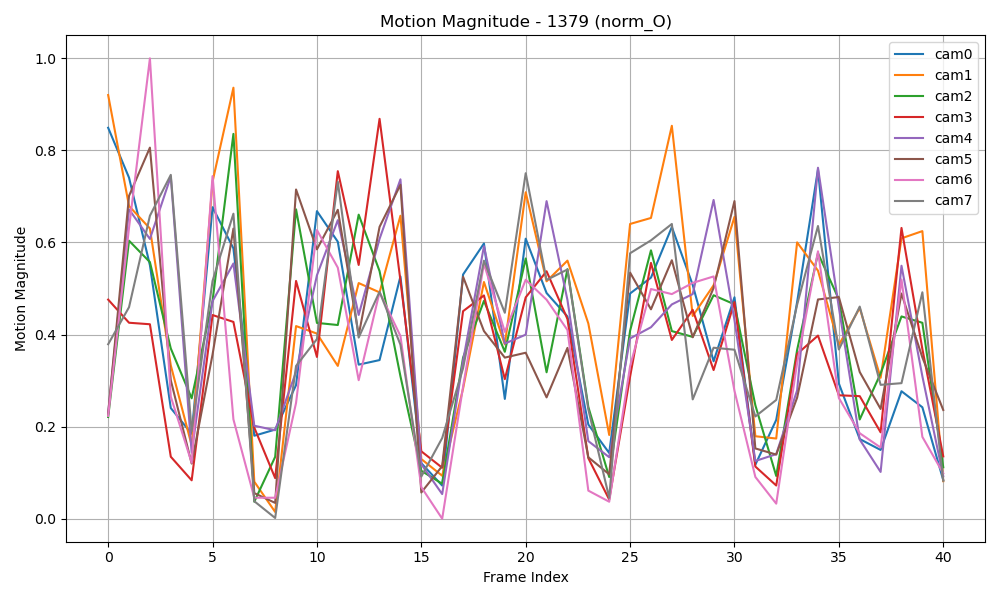 Motion Magnitude - 1379 (norm_O)
Motion Magnitude
1.0
0.8
0.6
0.4
0.2
0.0
0 5 10 15 20 25 30 35 40
Frame Index
cam0
cam1
cam2
cam3
cam4
cam5
cam6
cam7